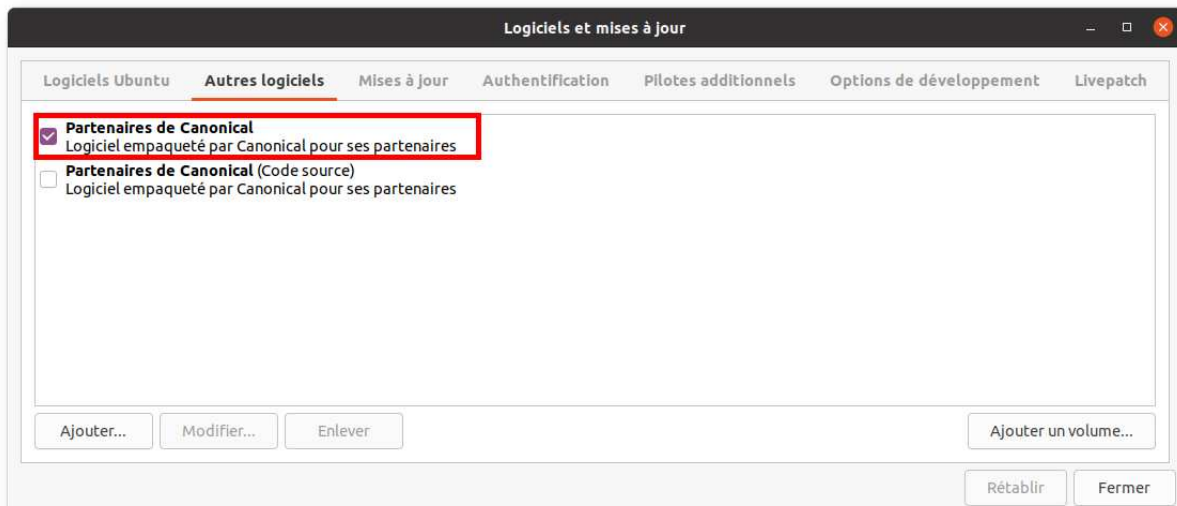 Logiciels et mises à jour
Logiciels Ubuntu Autres logiciels Mises à jour Authentification Pilotes additionnels Options de développement Livepatch
Partenaires de Canonical
Logiciel empaqueté par Canonical pour ses partenaires
Partenaires de Canonical (Code source)
Logiciel empaqueté par Canonical pour ses partenaires
Ajouter... Modifier... Enlever Ajouter un volume...
Rétablir Fermer